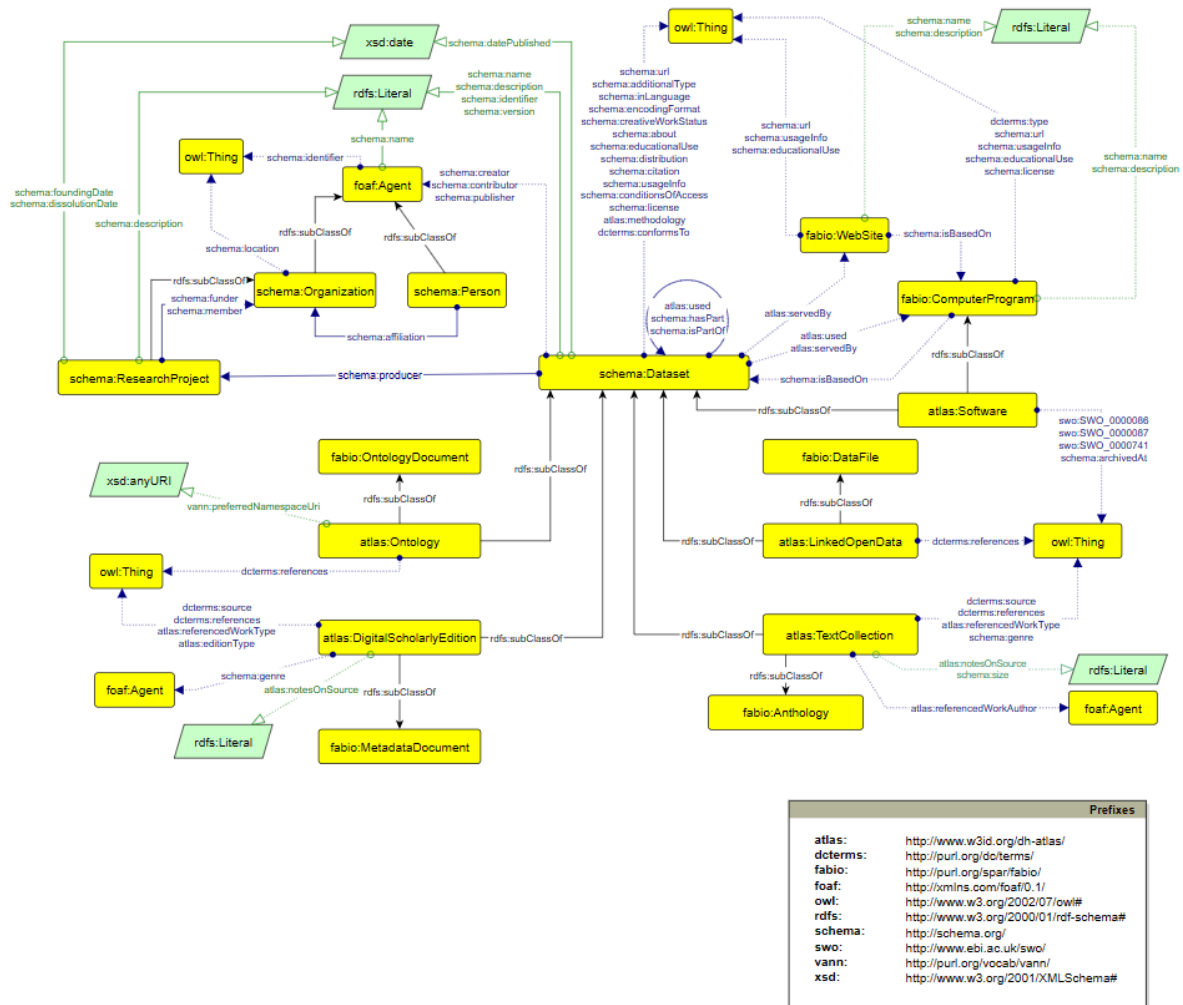 owl:Thing
schema:name
schema:description
rdfs:Literal
xsd:date
schema:datePublished
schema:name
schema:description
schema:identifier
schema:version
rdfs:Literal
schema:url
schema:additionalType
schema:inLanguage
schema:encodingFormat
schema:creativeWorkStatus
schema:about
schema:educationalUse
schema:distribution
schema:citation
schema:usageInfo
schema:conditionsOfAccess
schema:license
atlas:methodology
dcterms:conformsTo
schema:url
schema:usageInfo
schema:educationalUse
dcterms:type
schema:url
schema:usageInfo
schema:educationalUse
schema:license
schema:name
schema:description
schema:name
owl:Thing
schema:identifier
foaf:Agent
schema:creator
schema:contributor
schema:publisher
schema:foundingDate
schema:dissolutionDate
schema:description
rdfs:subClassOf
rdfs:subClassOf
schema:location
fabio:WebSite
schema:isBasedOn
rdfs:subClassOf
schema:Organization
schema:Person
schema:funder
schema:member
schema:affiliation
atlas:used
schema:hasPart
schema:isPartOf
atlas:servedBy
fabio:ComputerProgram
atlas:used
atlas:servedBy
rdfs:subClassOf
schema:ResearchProject
schema:producer
schema:Dataset
schema:isBasedOn
rdfs:subClassOf
atlas:Software
swo:SWO_0000086
swo:SWO_0000087
swo:SWO_0000741
schema:archivedAt
fabio:OntologyDocument
rdfs:subClassOf
fabio:DataFile
xsd:anyURI
vann:preferredNamespaceUri
rdfs:subClassOf
rdfs:subClassOf
atlas:Ontology
rdfs:subClassOf
atlas:LinkedOpenData
dcterms:references
owl:Thing
owl:Thing
dcterms:references
dcterms:source
dcterms:references
atlas:referencedWorkType
atlas:editionType
atlas:DigitalScholarlyEdition
rdfs:subClassOf
rdfs:subClassOf
atlas:TextCollection
dcterms:source
dcterms:references
atlas:referencedWorkType
schema:genre
foaf:Agent
schema:genre
atlas:notesOnSource
rdfs:subClassOf
rdfs:subClassOf
atlas:notesOnSource
schema:size
rdfs:Literal
rdfs:Literal
fabio:MetadataDocument
fabio:Anthology
atlas:referencedWorkAuthor
foaf:Agent
Prefixes
atlas: http://www.w3id.org/dh-atlas/
dcterms: http://purl.org/dc/terms/
fabio: http://purl.org/spar/fabio/
foaf: http://xmlns.com/foaf/0.1/
owl: http://www.w3.org/2002/07/owl#
rdfs: http://www.w3.org/2000/01/rdf-schema#
schema: http://schema.org/
swo: http://www.ebi.ac.uk/swo/
vann: http://purl.org/vocab/vann/
xsd: http://www.w3.org/2001/XMLSchema#